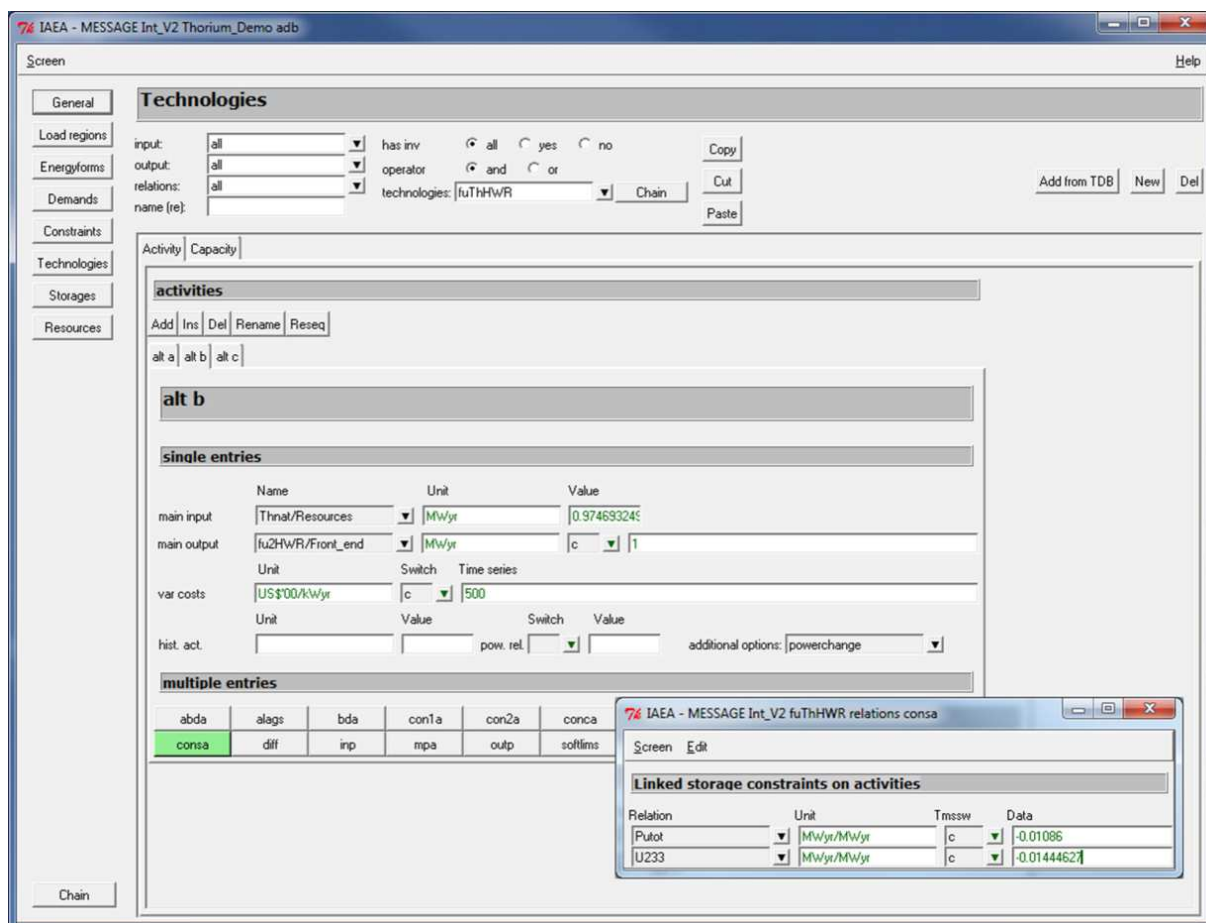 IAEA - MESSAGE Int_V2 Thorium_Demo adb
Screen Help
General
Load regions
Energyforms
Demands
Constraints
Technologies
Storages
Resources
Chain
Technologies
input: all has inv all yes no
output: all operator and or
relations: all technologies: fuThHWR Chain
name (re):
Copy
Cut
Paste
Add from TDB New Del
Activity Capacity
activities
Add Ins Del Rename Reseq
alt a alt b alt c
alt b
single entries
Name Unit Value
main input Thnat/Resources MWyr 0.974693249
main output fu2HWR/Front_end MWyr c 1
Unit Switch Time series
var costs US$'00/kWyr c 500
Unit Value Switch Value
hist. act. pow. rel. additional options: powerchange
multiple entries
abda alags bda con1a con2a conca
consa diff inp mpa outp softlims
IAEA - MESSAGE Int_V2 fuThHWR relations consa
Screen Edit
Linked storage constraints on activities
Relation Unit Tmssw Data
Putot MWyr/MWyr c -0.01086
U233 MWyr/MWyr c -0.01444627